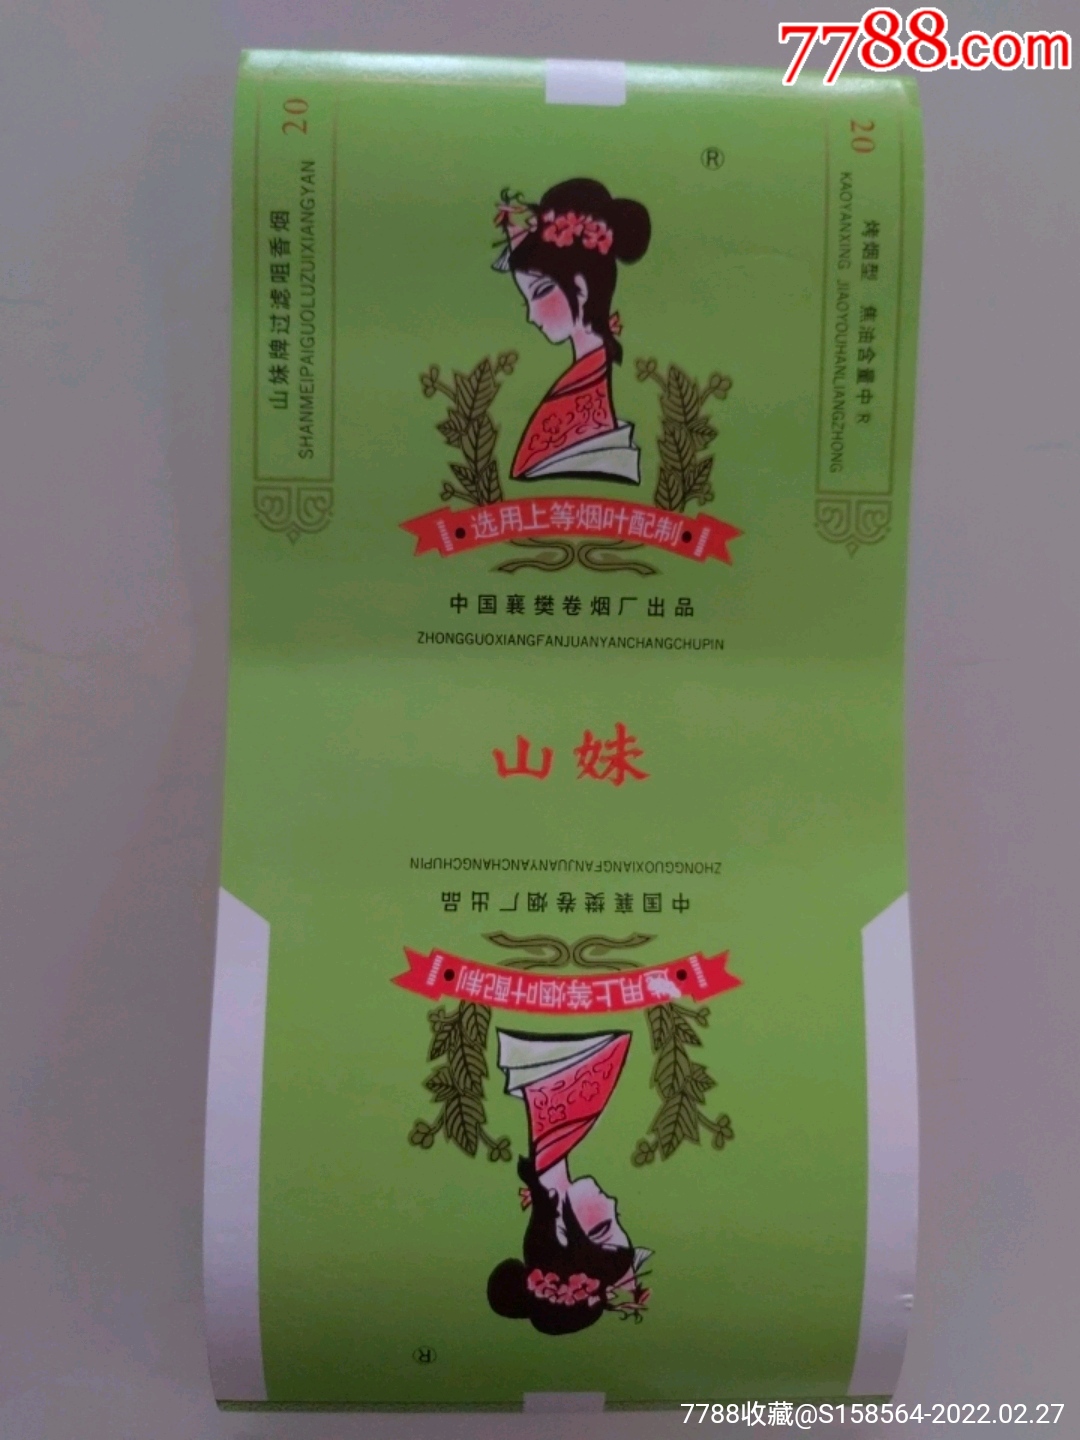 7788.com
20
山妹牌过滤咀香烟
SHANMEIPAIGUOLUZUIXIANGYAN
20
烤烟型 焦油含量中 R
KAOYANXING JIAOYOUHANLIANGZHONG
®
选用上等烟叶配制
中国襄樊卷烟厂出品
ZHONGGUOXIANGFANJUANYANCHANGCHUPIN
山妹
ZHONGGUOXIANGFANJUANYANCHANGCHUPIN
中国襄樊卷烟厂出品
选用上等烟叶配制
®
7788收藏@S158564-2022.02.27